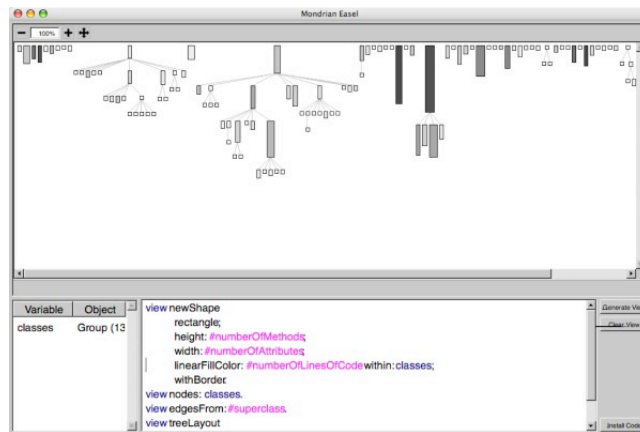 Mondrian Easel
100%
Variable Object
classes Group (13
view newShape
rectangle;
height: #numberOfMethods;
width: #numberOfAttributes;
linearFillColor: #numberOfLinesOfCode within: classes;
withBorder.
view nodes: classes.
view edgesFrom: #superclass.
view treeLayout
Generate Vie
Clear View
Install Code